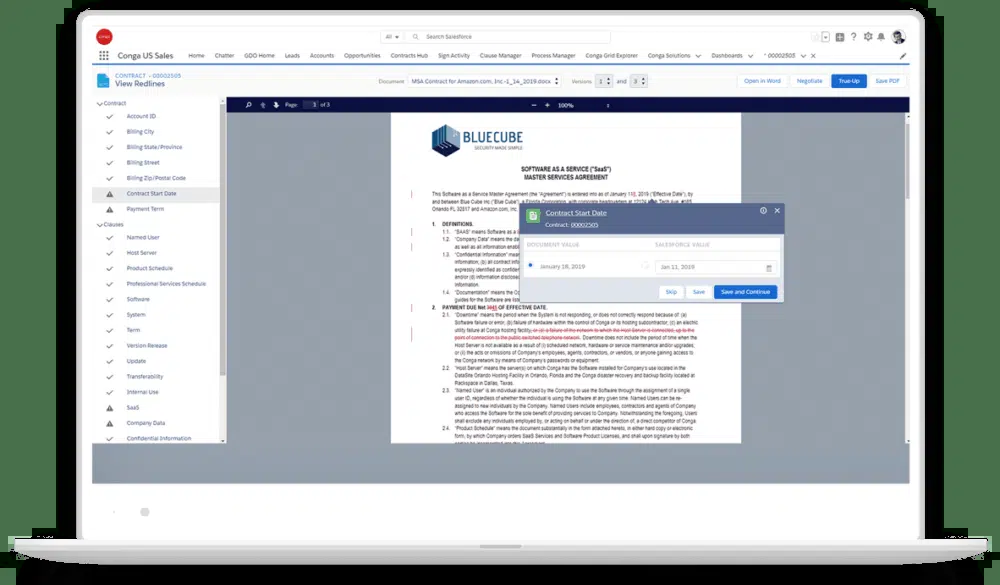 All
Search Salesforce
Conga US Sales Home Chatter GDO Home Leads Accounts Opportunities Contracts Hub Sign Activity Clause Manager Process Manager Conga Grid Explorer Conga Solutions Dashboards * 00002505
CONTRACT - 00002505
View Redlines
Document MSA Contract for Amazon.com, Inc-1_14_2019.docx Versions 1 and 3 Open in Word Negotiate True-Up Save PDF
Page 1 of 3 100%
Contract
Account ID
Billing City
Billing State/Province
Billing Street
Billing Zip/Postal Code
Contract Start Date
Payment Term
Clauses
Named User
Host Server
Product Schedule
Professional Services Schedule
Software
System
Term
Version Release
Update
Transferability
Internal Use
SaaS
Company Data
Confidential Information
BLUECUBE
SECURITY MADE SIMPLE
SOFTWARE AS A SERVICE ("SaaS")
MASTER SERVICES AGREEMENT
This Software as a Service Master Agreement (the "Agreement") is entered into as of January 2019 ("Effective Date"), by
and between Blue Cube Inc ("Blue Cube"), a Florida Corporation, with corporate headquarters at
Orlando FL 32817 and Amazon.com, Inc.
1. DEFINITIONS.
1.1. "SAAS" means Software as a
1.2. "Company Data" means the
as well as all information
1.3. "Confidential Information" means
information; (b) all contract
expressly identified as
and/or (d) information
information.
1.4. "Documentation" means the
guides for the Software are
2. PAYMENT DUE Net OF EFFECTIVE DATE.
2.1. "Downtime" means the period when the System is not responding, or does not correctly respond because of: (a)
Software failure or error; (b) failure of hardware within the control of Conga or its hosting subcontractor; (c) an electric
utility failure at Conga hosting facility, or (d) a failure of the network to which the Host Server is connected, up to the
point of connection to the public switched telephone network. Downtime does not include the period of time when the
Host Server is not available as a result of (i) scheduled network, hardware or service maintenance and/or upgrades,
or (ii) the acts or omissions of Company's employees, agents, contractors, or vendors, or anyone gaining access to
the Conga network by means of Company's passwords or equipment.
2.2. "Host Server" means the server(s) on which Conga has the Software installed for Company's use located in the
DataSite Orlando Hosting Facility in Orlando, Florida and the Conga disaster recovery and backup facility located at
Rackspace in Dallas, Texas.
2.3. "Named User" is an individual authorized by the Company to use the Software through the assignment of a single
user ID, regardless of whether the individual is using the Software at any given time. Named Users can be re-
assigned to new individuals by the Company. Named Users include employees, contractors and agents of Company
who access the Software for the sole benefit of providing services to Company. Notwithstanding the foregoing, Users
shall exclude any individuals employed by, or acting on behalf or under the direction of, a direct competitor of Conga.
2.4. "Product Schedule" means the document substantially in the form attached hereto, in either hard copy or electronic
form, by which Company orders SaaS Services and Software Product Licenses, and shall upon signature by both
Contract Start Date
Contract: 00002505
DOCUMENT VALUE SALESFORCE VALUE
January 18, 2019 Jan 11, 2019
Skip Save Save and Continue